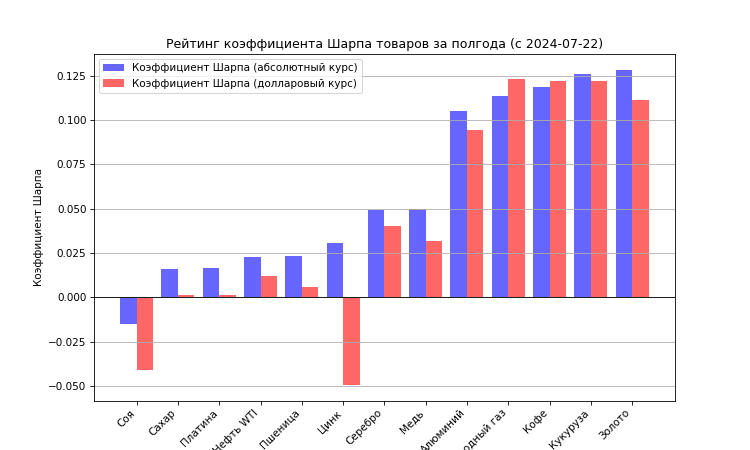 Рейтинг коэффициента Шарпа товаров за полгода (с 2024-07-22)
Коэффициент Шарпа (абсолютный курс)
Коэффициент Шарпа (долларовый курс)
Коэффициент Шарпа
0.125
0.100
0.075
0.050
0.025
0.000
−0.025
−0.050
Соя
Сахар
Платина
Нефть WTI
Пшеница
Цинк
Серебро
Медь
Алюминий
одный газ
Кофе
Кукуруза
Золото